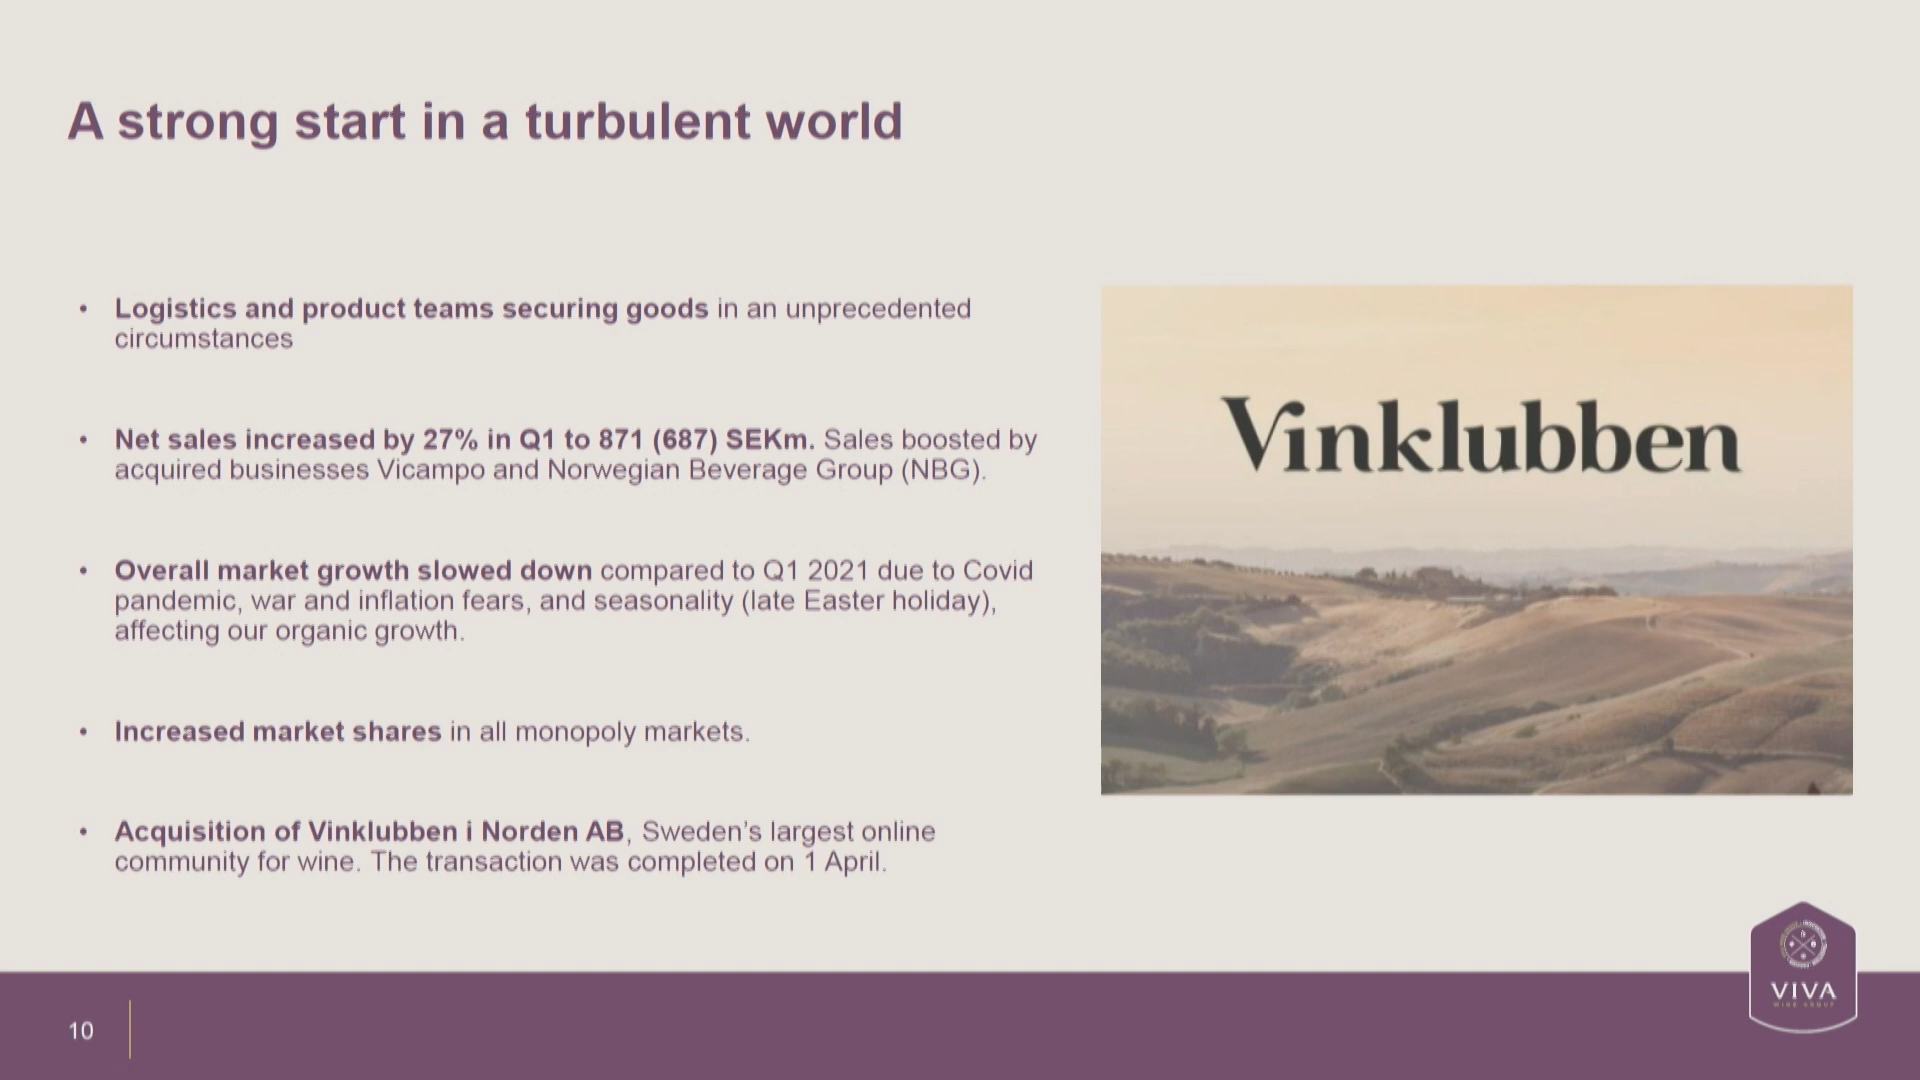 A strong start in a turbulent world
• Logistics and product teams securing goods in an unprecedented
circumstances
• Net sales increased by 27% in Q1 to 871 (687) SEKm. Sales boosted by
acquired businesses Vicampo and Norwegian Beverage Group (NBG).
• Overall market growth slowed down compared to Q1 2021 due to Covid
pandemic, war and inflation fears, and seasonality (late Easter holiday),
affecting our organic growth.
• Increased market shares in all monopoly markets.
• Acquisition of Vinklubben i Norden AB, Sweden’s largest online
community for wine. The transaction was completed on 1 April.
Vinklubben
VIVA
WINE GROUP
10